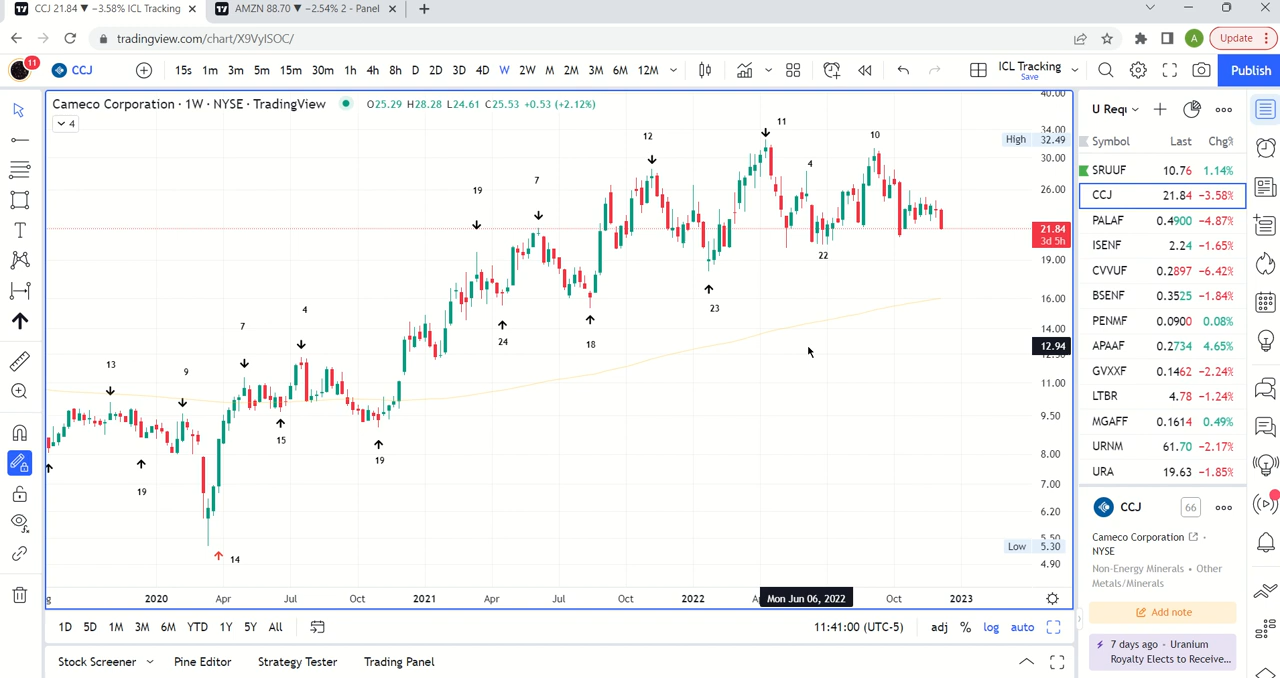 CCJ 21.84 ▼ −3.58% ICL Tracking
AMZN 88.70 ▼ −2.54% 2 - Panel
tradingview.com/chart/X9VyISOC/
A
Update
11
CCJ
15s 1m 3m 5m 15m 30m 1h 4h 8h D 2D 3D 4D W 2W M 2M 3M 6M 12M
ICL Tracking
Save
Publish
Cameco Corporation · 1W · NYSE · TradingView
O25.29 H28.28 L24.61 C25.53 +0.53 (+2.12%)
4
40.00
34.00
High 32.49
30.00
26.00
21.84
3d 5h
19.00
16.00
14.00
12.94
11.00
9.50
8.00
7.00
6.20
5.50
Low 5.30
4.90
13
19
9
14
7
15
4
19
19
24
7
18
12
23
11
4
22
10
2020 Apr Jul Oct 2021 Apr Jul Oct 2022
Mon Jun 06, 2022
Oct 2023
1D 5D 1M 3M 6M YTD 1Y 5Y All
11:41:00 (UTC-5)
adj % log auto
Stock Screener Pine Editor Strategy Tester Trading Panel
U Requ
Symbol Last Chg%
SRUUF 10.76 1.14%
CCJ 21.84 −3.58%
PALAF 0.4900 −4.87%
ISENF 2.24 −1.65%
CVVUF 0.2897 −6.42%
BSENF 0.3525 −1.84%
PENMF 0.0900 0.08%
APAAF 0.2734 4.65%
GVXXF 0.1462 −2.24%
LTBR 4.78 −1.24%
MGAFF 0.1614 0.49%
URNM 61.70 −2.17%
URA 19.63 −1.85%
CCJ
66
Cameco Corporation
NYSE
Non-Energy Minerals • Other
Metals/Minerals
Add note
7 days ago · Uranium
Royalty Elects to Receive...